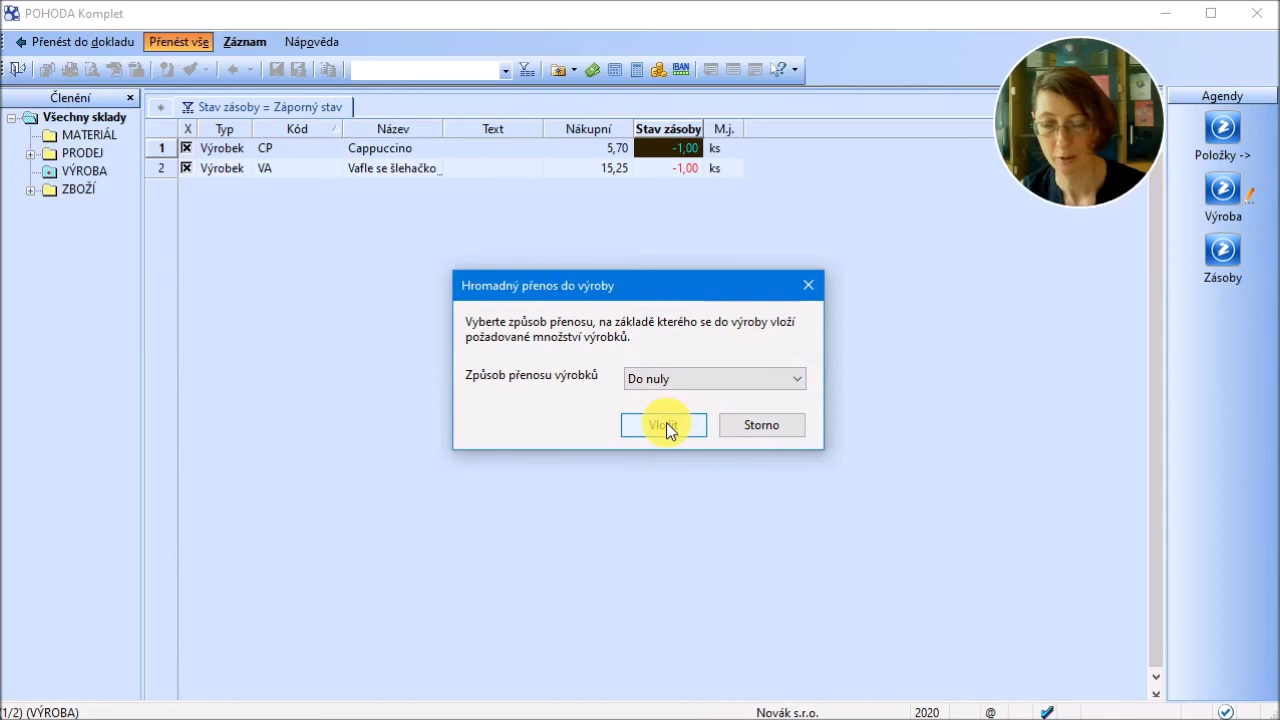 POHODA Komplet
Přenést do dokladu Přenést vše Záznam Nápověda
IBAN
Členění
Stav zásoby = Záporný stav
Agendy
Všechny sklady
MATERIÁL
PRODEJ
VÝROBA
ZBOŽÍ
X Typ Kód Název Text Nákupní Stav zásoby M.j.
1 Výrobek CP Cappuccino 5,70 -1,00 ks
2 Výrobek VA Vafle se šlehačko... 15,25 -1,00 ks
Položky ->
Výroba
Zásoby
Hromadný přenos do výroby
Vyberte způsob přenosu, na základě kterého se do výroby vloží
požadované množství výrobků.
Způsob přenosu výrobků Do nuly
Vložit Storno
(1/2) (VÝROBA) Novák s.r.o. 2020 @